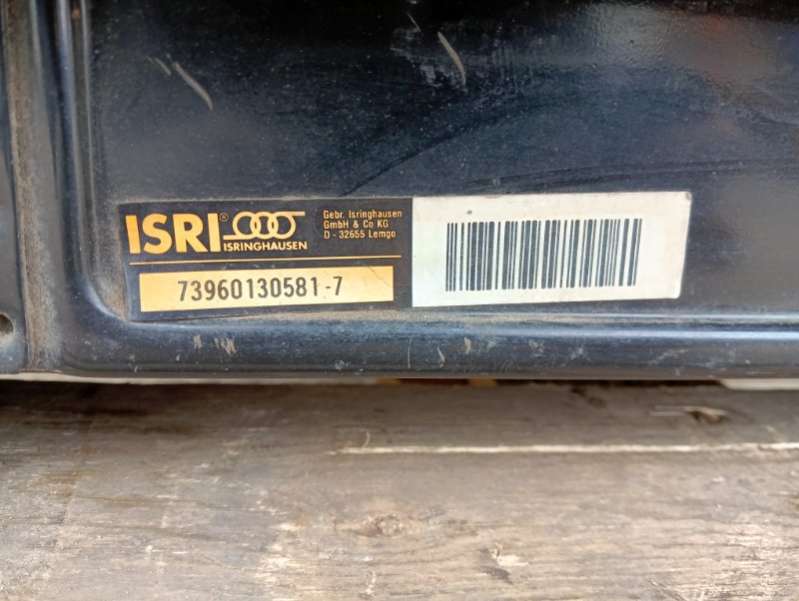 ISRI®
ISRINGHAUSEN
Gebr. Isringhausen
GmbH & Co KG
D - 32655 Lemgo
73960130581-7